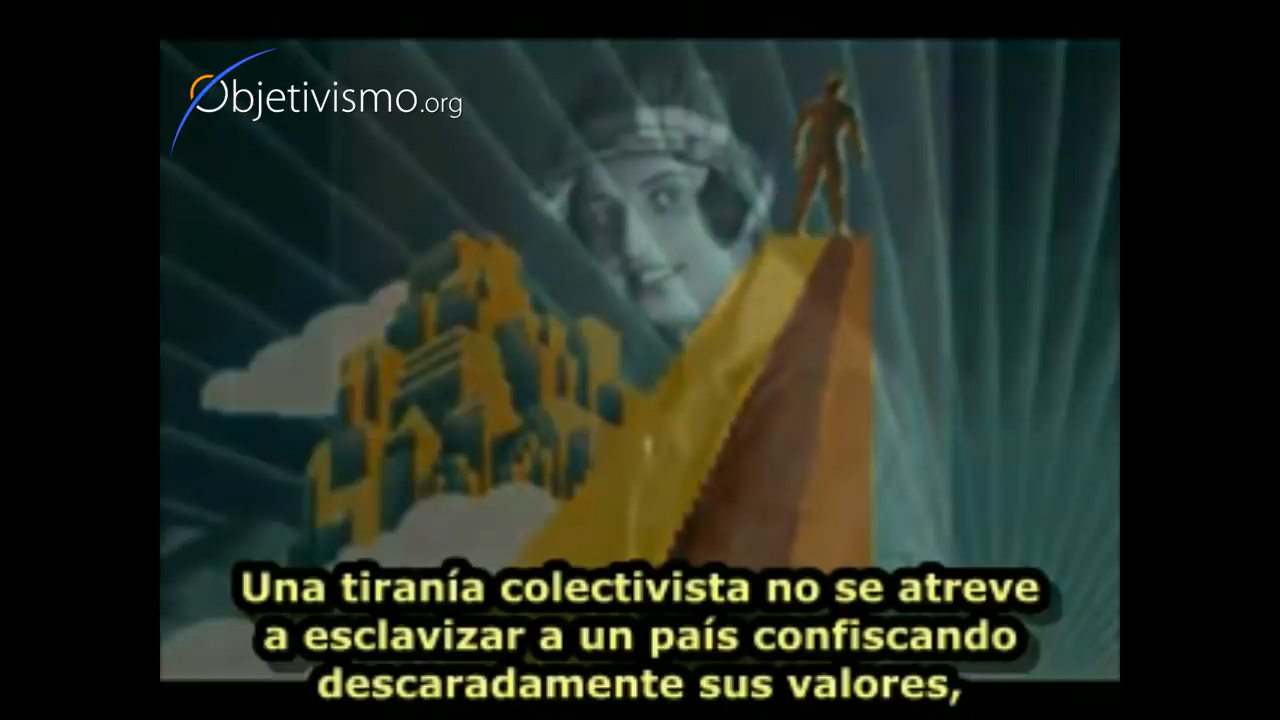 Objetivismo.org
Una tiranía colectivista no se atreve
a esclavizar a un país confiscando
descaradamente sus valores,